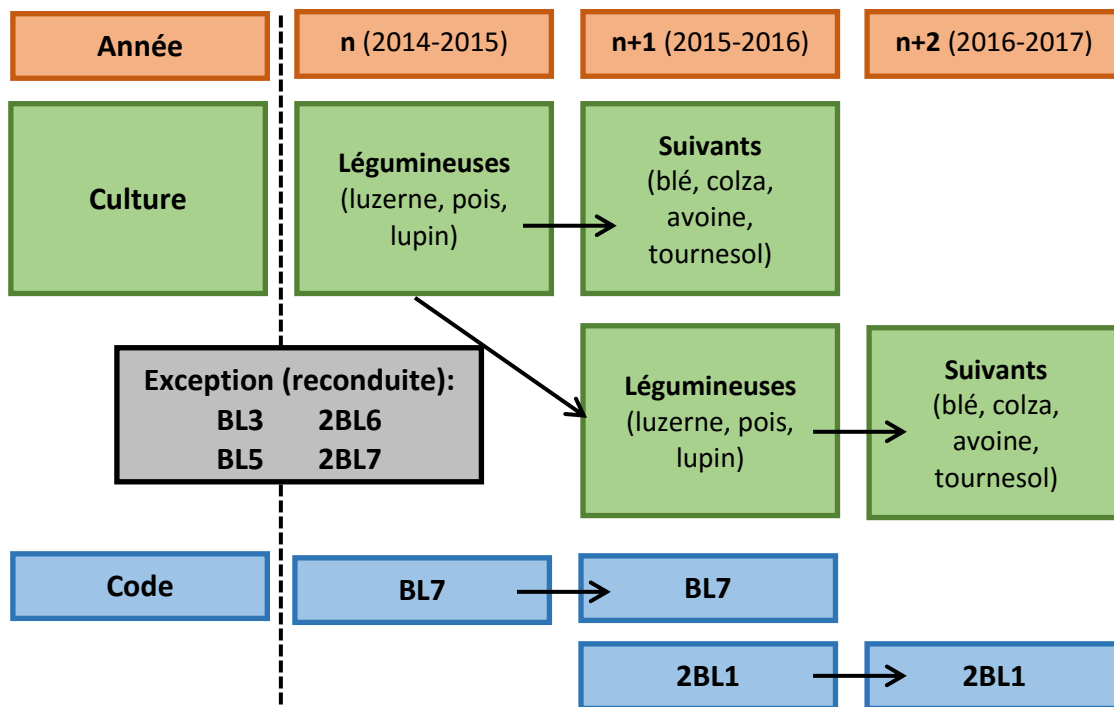 Année
n (2014-2015)
n+1 (2015-2016)
n+2 (2016-2017)
Culture
Légumineuses
(luzerne, pois,
lupin)
Suivants
(blé, colza,
avoine,
tournesol)
Exception (reconduite):
BL3 2BL6
BL5 2BL7
Légumineuses
(luzerne, pois,
lupin)
Suivants
(blé, colza,
avoine,
tournesol)
Code
BL7
BL7
2BL1
2BL1